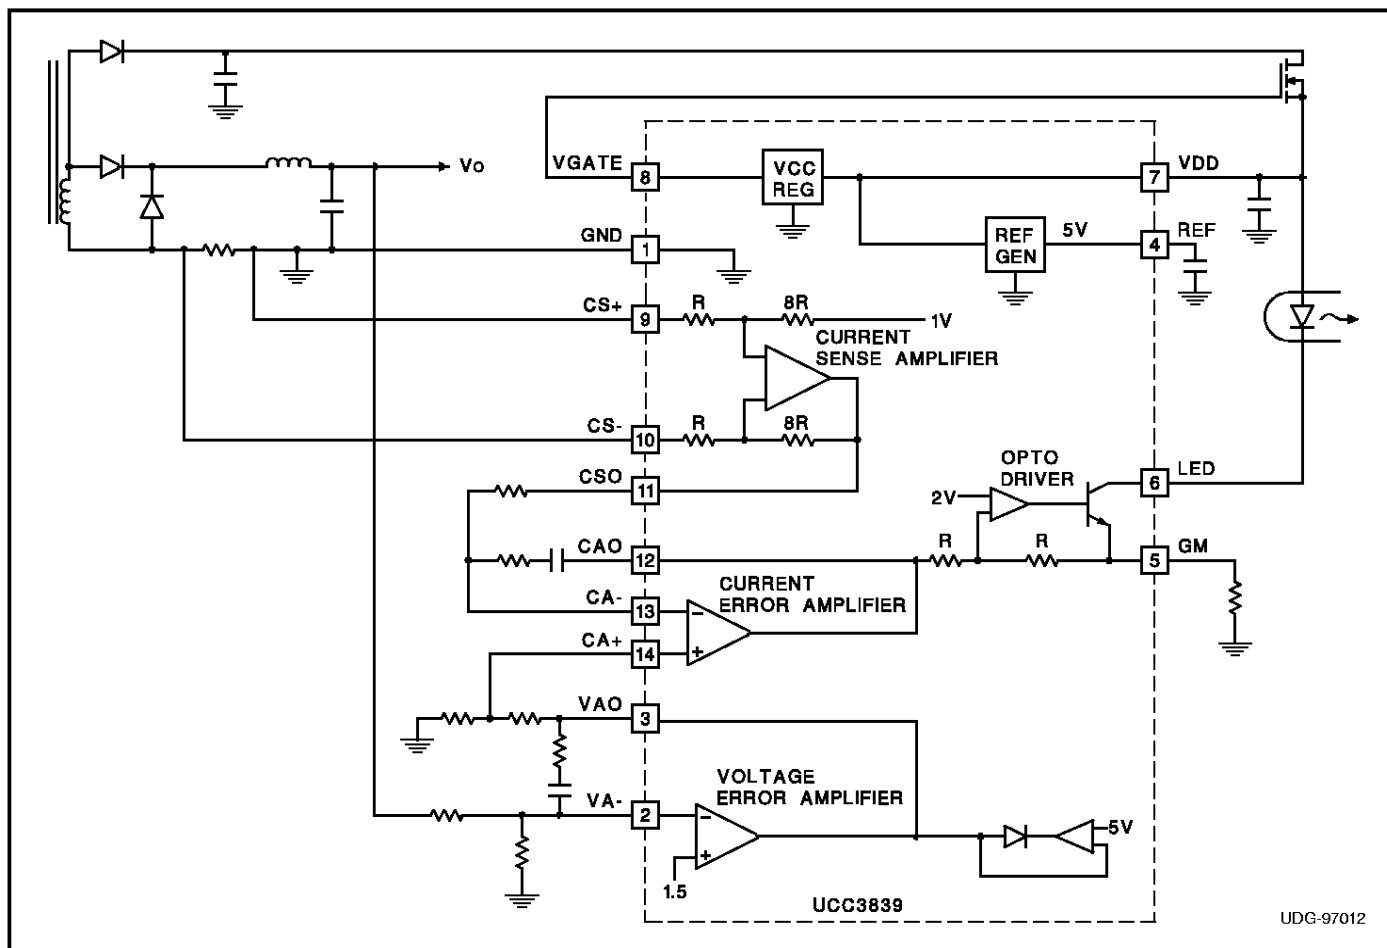 Vo
VGATE
8
VCC
REG
7
VDD
GND
1
REF
GEN
5V
4
REF
CS+
9
R
8R
1V
CURRENT
SENSE AMPLIFIER
CS-
10
R
8R
CSO
11
OPTO
DRIVER
2V
6
LED
CAO
12
R
R
5
GM
CURRENT
ERROR AMPLIFIER
CA-
13
−
CA+
14
+
VAO
3
VOLTAGE
ERROR AMPLIFIER
VA-
2
−
+
1.5
5V
UCC3839
UDG-97012